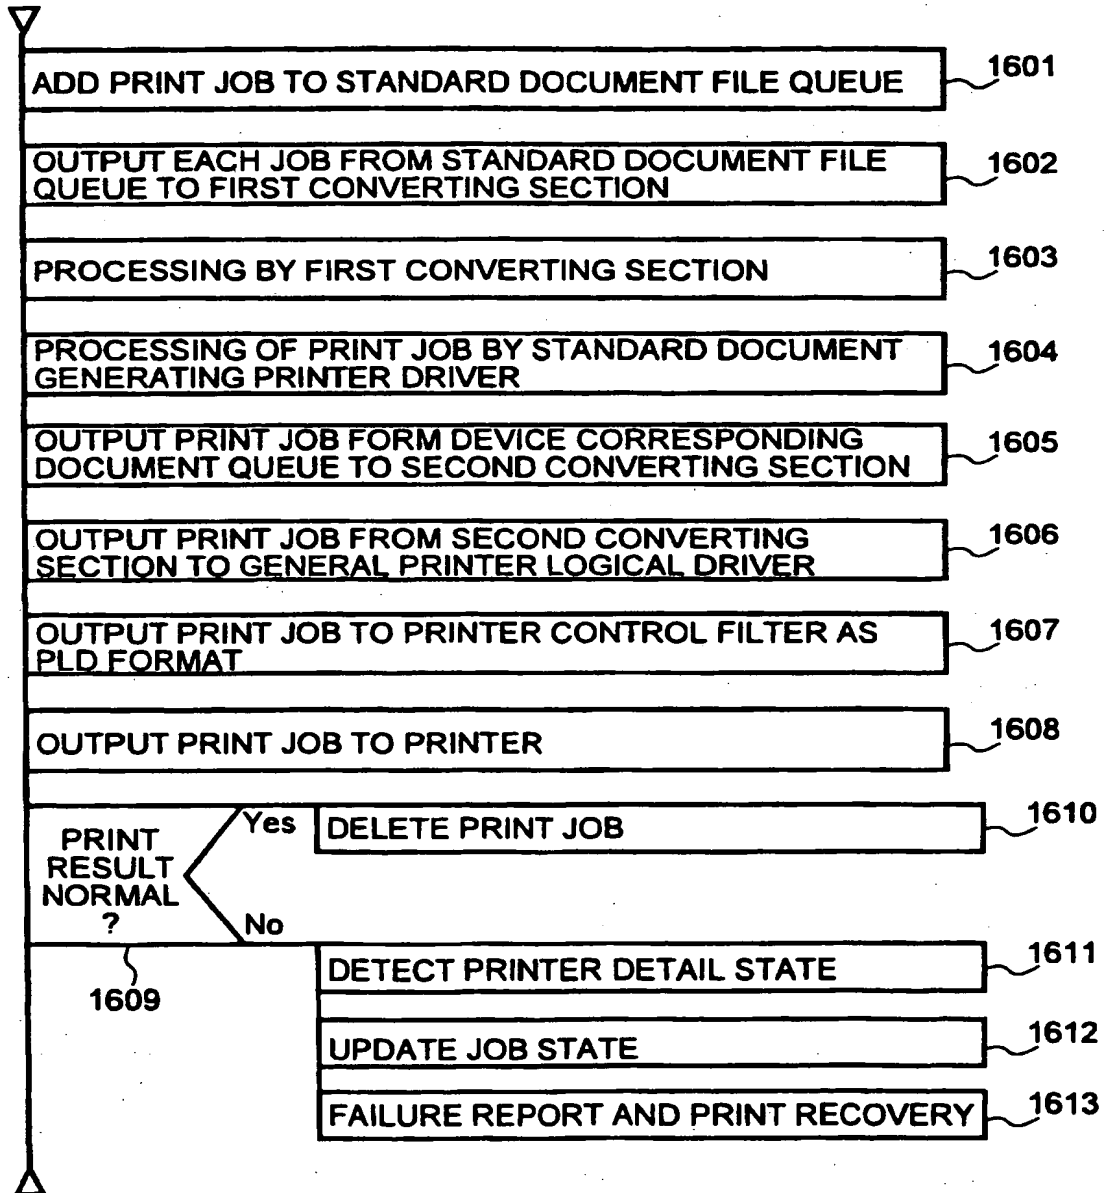 ADD PRINT JOB TO STANDARD DOCUMENT FILE QUEUE
1601
OUTPUT EACH JOB FROM STANDARD DOCUMENT FILE
QUEUE TO FIRST CONVERTING SECTION
1602
PROCESSING BY FIRST CONVERTING SECTION
1603
PROCESSING OF PRINT JOB BY STANDARD DOCUMENT
GENERATING PRINTER DRIVER
1604
OUTPUT PRINT JOB FORM DEVICE CORRESPONDING
DOCUMENT QUEUE TO SECOND CONVERTING SECTION
1605
OUTPUT PRINT JOB FROM SECOND CONVERTING
SECTION TO GENERAL PRINTER LOGICAL DRIVER
1606
OUTPUT PRINT JOB TO PRINTER CONTROL FILTER AS
PLD FORMAT
1607
OUTPUT PRINT JOB TO PRINTER
1608
PRINT
RESULT
NORMAL
?
1609
Yes
DELETE PRINT JOB
1610
No
DETECT PRINTER DETAIL STATE
1611
UPDATE JOB STATE
1612
FAILURE REPORT AND PRINT RECOVERY
1613